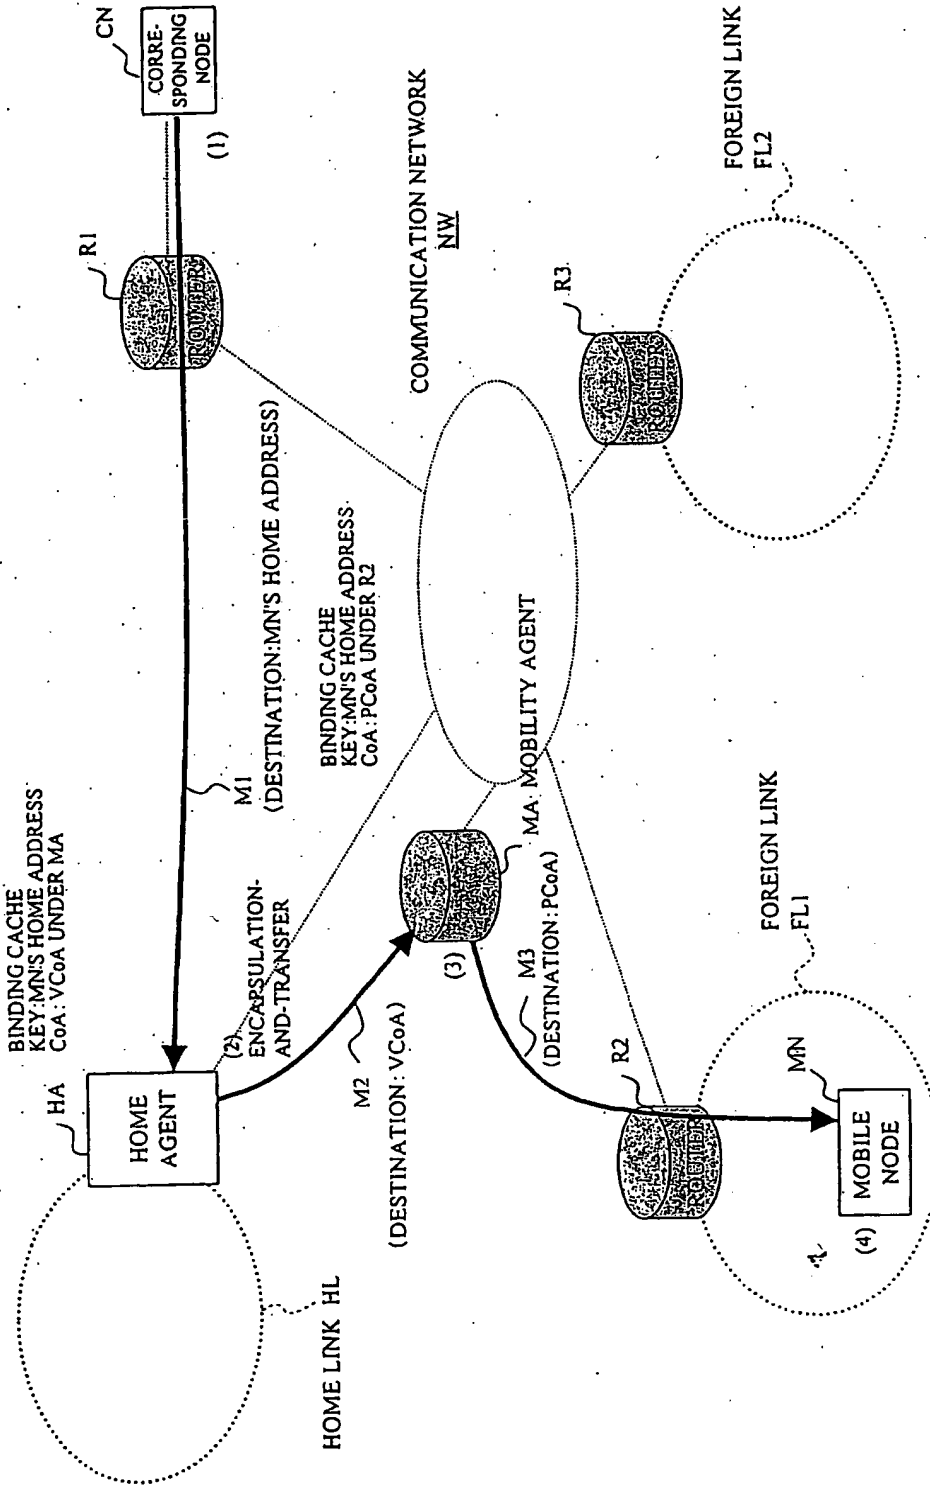 BINDING CACHE
KEY:MN'S HOME ADDRESS
CoA: VCoA UNDER MA
HA
HOME
AGENT
HOME LINK HL
(2)
ENCAPSULATION-
AND-TRANSFER
M1
(DESTINATION:MN'S HOME ADDRESS)
R1
ROUTER
CN
CORRE-
SPONDING
NODE
(1)
BINDING CACHE
KEY:MN'S HOME ADDRESS
CoA: PCoA UNDER R2
COMMUNICATION NETWORK
NW
M2
(DESTINATION: VCoA)
(3)
MA: MOBILITY AGENT
M3
(DESTINATION:PCoA)
R2
ROUTER
R3
ROUTER
FOREIGN LINK
FL1
FOREIGN LINK
FL2
MN
MOBILE
NODE
(4)